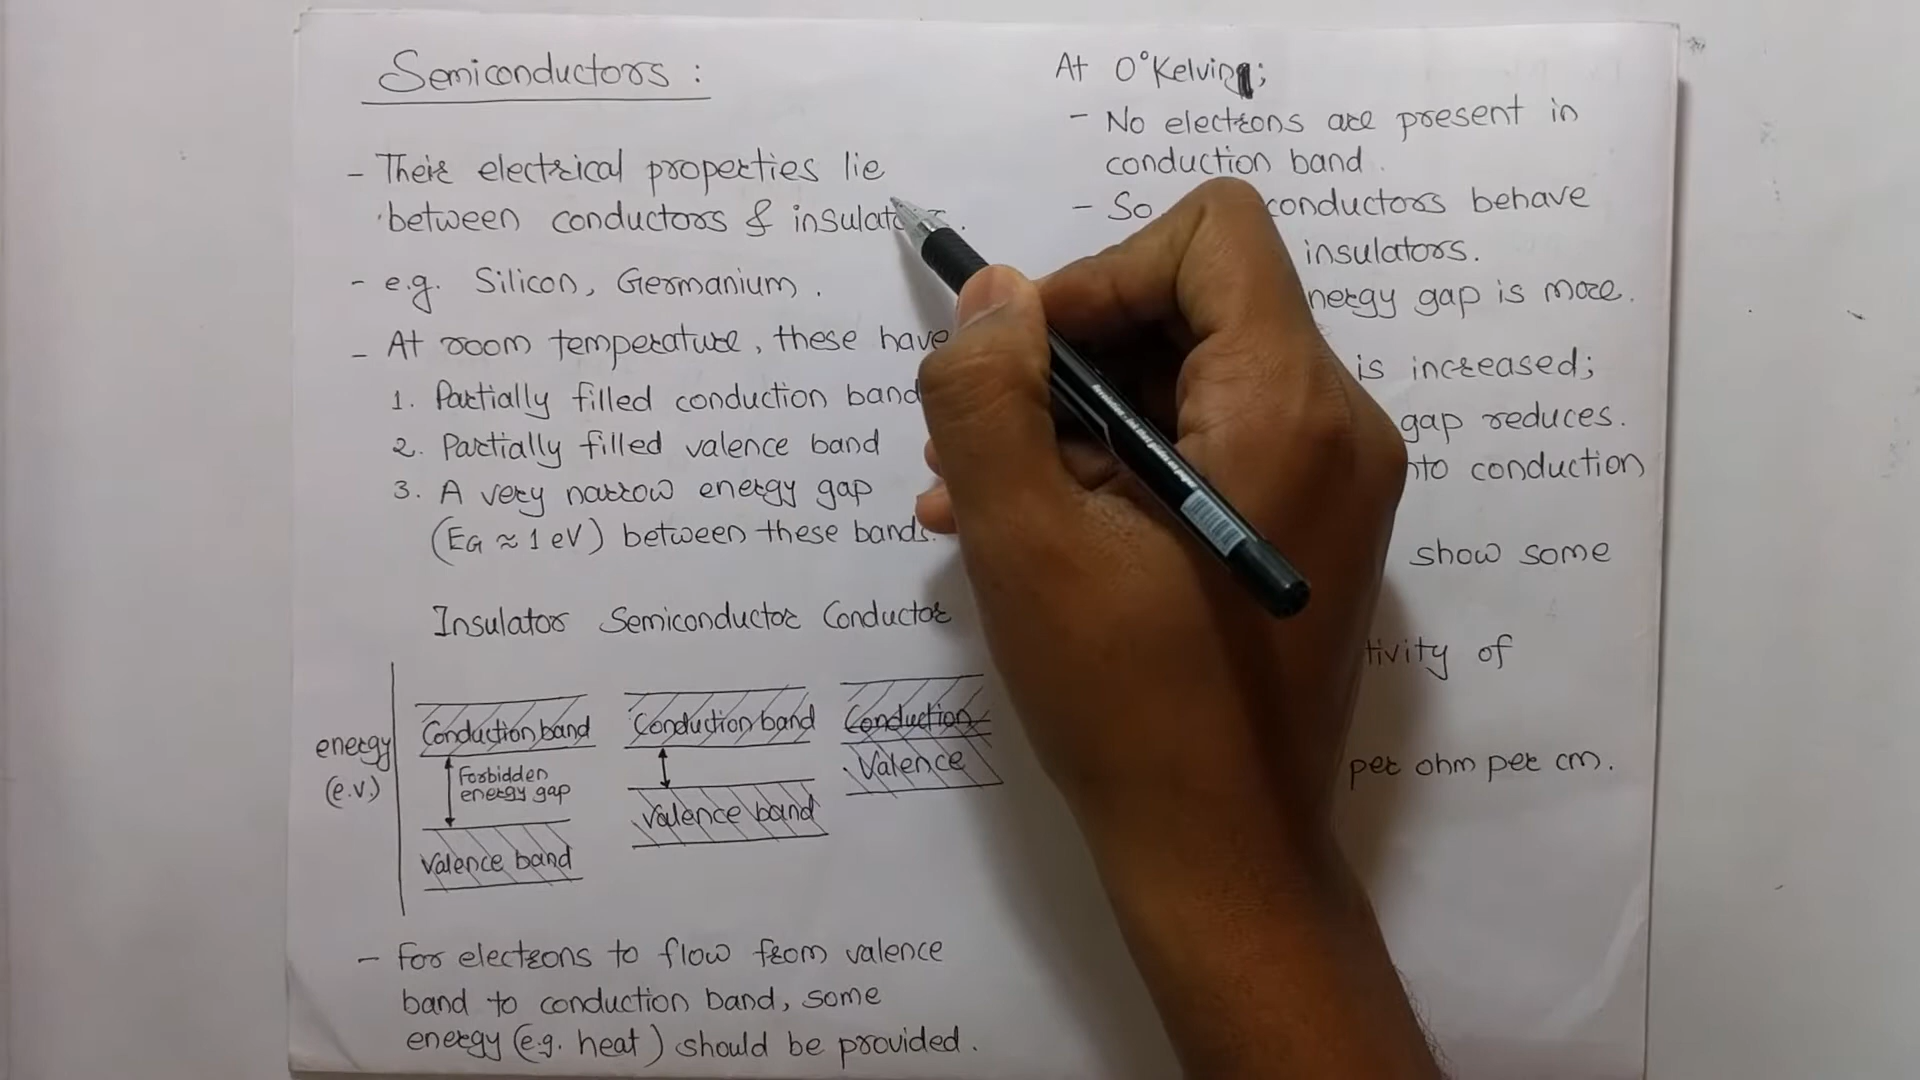 Semiconductors :
- Their electrical properties lie
between conductors & insulators.
- e.g. Silicon, Germanium.
- At room temperature, these have
1. Partially filled conduction band
2. Partially filled valence band
3. A very narrow energy gap
(EG ≈ 1 eV) between these bands.
Insulator Semiconductor Conductor
energy
(e.v.)
Conduction band
Forbidden
energy gap
Valence band
Conduction band
Valence band
Conduction
Valence
- For electrons to flow from valence
band to conduction band, some
energy (e.g. heat) should be provided.
At 0°Kelvin;
- No electrons are present in
conduction band.
- So conductors behave
insulators.
gap is more.
is increased;
gap reduces.
conduction
show some
of
per ohm per cm.